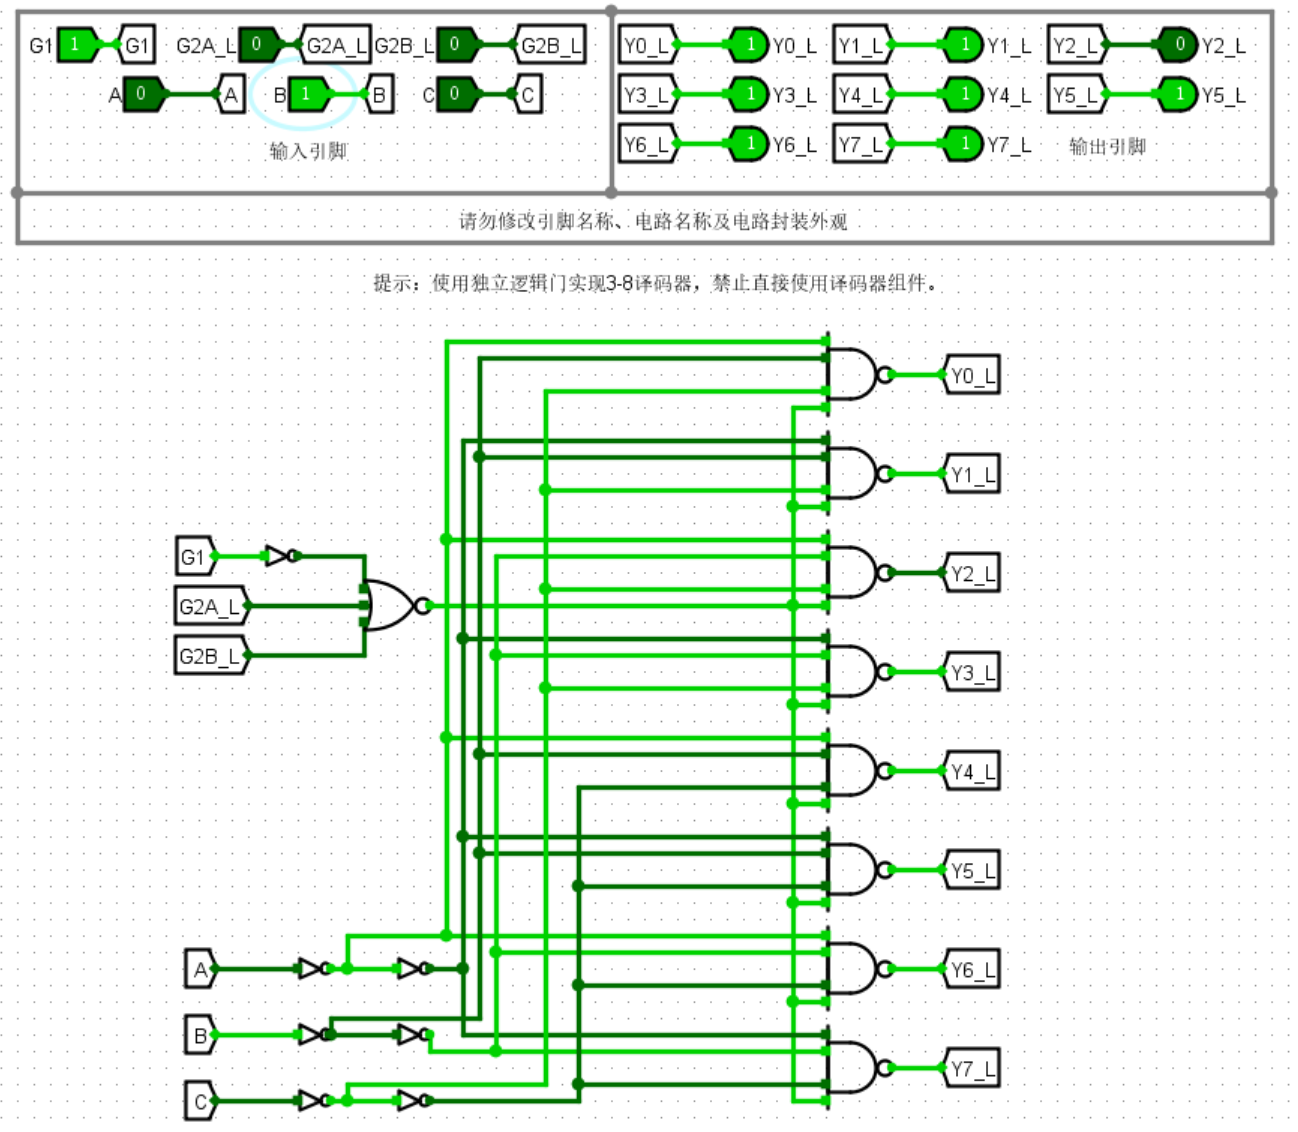 G1 1 G1 G2A_L 0 G2A_L G2B_L 0 G2B_L
A 0 A B 1 B C 0 C
输入引脚
Y0_L 1 Y0_L Y1_L 1 Y1_L Y2_L 0 Y2_L
Y3_L 1 Y3_L Y4_L 1 Y4_L Y5_L 1 Y5_L
Y6_L 1 Y6_L Y7_L 1 Y7_L 输出引脚
请勿修改引脚名称、电路名称及电路封装外观
提示：使用独立逻辑门实现3-8译码器，禁止直接使用译码器组件。
Y0_L
Y1_L
G1
Y2_L
G2A_L
G2B_L
Y3_L
Y4_L
Y5_L
A
Y6_L
B
Y7_L
C